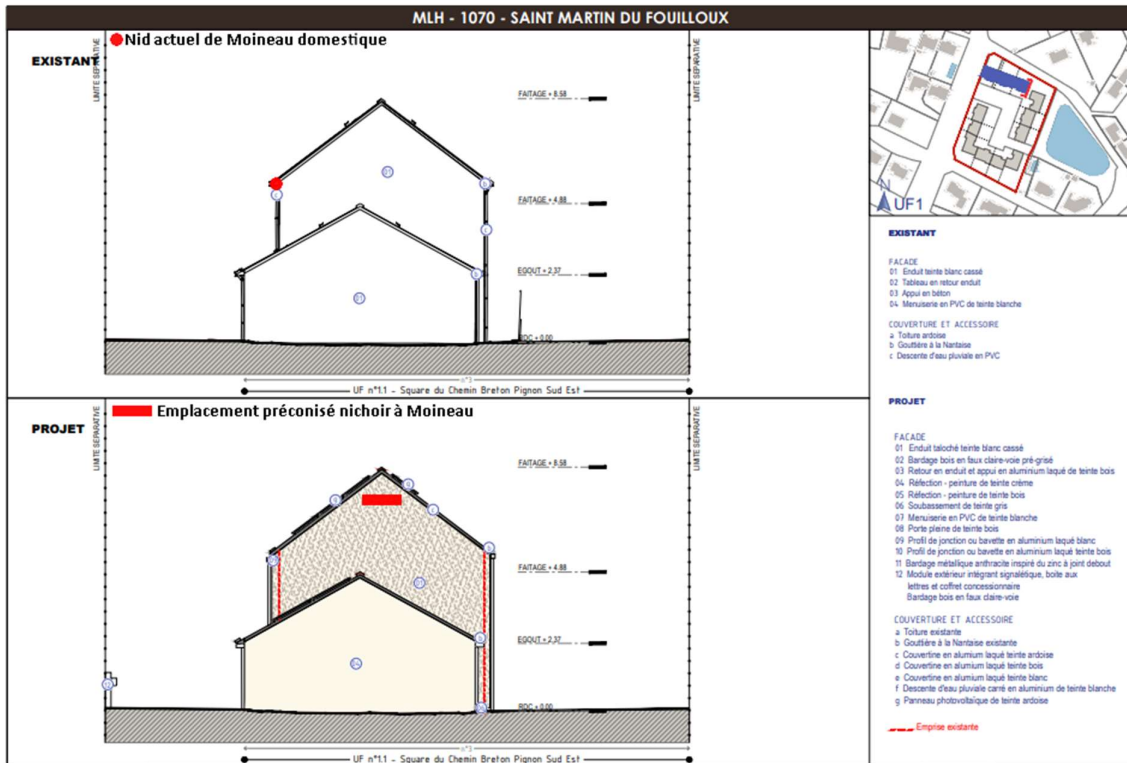 MLH - 1070 - SAINT MARTIN DU FOUILLOUX
Nid actuel de Moineau domestique
EXISTANT
LIMITE SEPARATIVE
LIMITE SEPARATIVE
FAITAGE + 8.58
01
b
c
FAITAGE + 4.88
c
EGOUT + 2.37
b
01
RDC + 0.00
n°3
UF n°1.1 - Square du Chemin Breton Pignon Sud Est
Emplacement préconisé nichoir à Moineau
PROJET
LIMITE SEPARATIVE
LIMITE SEPARATIVE
FAITAGE + 8.58
g
g
c
b
FAITAGE + 4.88
EGOUT + 2.37
b
04
RDC + 0.00
n°3
UF n°1.1 - Square du Chemin Breton Pignon Sud Est
N
UF1
EXISTANT
FACADE
01 Enduit teinte blanc cassé
02 Tableau en retour enduit
03 Appui en béton
04 Menuiserie en PVC de teinte blanche
COUVERTURE ET ACCESSOIRE
a Toiture ardoise
b Gouttière à la Nantaise
c Descente d'eau pluviale en PVC
PROJET
FACADE
01 Enduit taloché teinte blanc cassé
02 Bardage bois en faux claire-voie pré-grisé
03 Retour en enduit et appui en aluminium laqué de teinte bois
04 Réfection - peinture de teinte crème
05 Réfection - peinture de teinte bois
06 Soubassement de teinte gris
07 Menuiserie en PVC de teinte blanche
08 Porte pleine de teinte bois
09 Profil de jonction ou bavette en aluminium laqué blanc
10 Profil de jonction ou bavette en aluminium laqué teinte bois
11 Bardage métallique anthracite inspiré du zinc à joint debout
12 Module extérieur intégrant signalétique, boite aux
lettres et coffret concessionnaire
Bardage bois en faux claire-voie
COUVERTURE ET ACCESSOIRE
a Toiture existante
b Gouttière à la Nantaise existante
c Couvertine en alumium laqué teinte ardoise
d Couvertine en alumium laqué teinte bois
e Couvertine en alumium laqué teinte blanc
f Descente d'eau pluviale carré en aluminium de teinte blanche
g Panneau photovoltaïque de teinte ardoise
Emprise existante